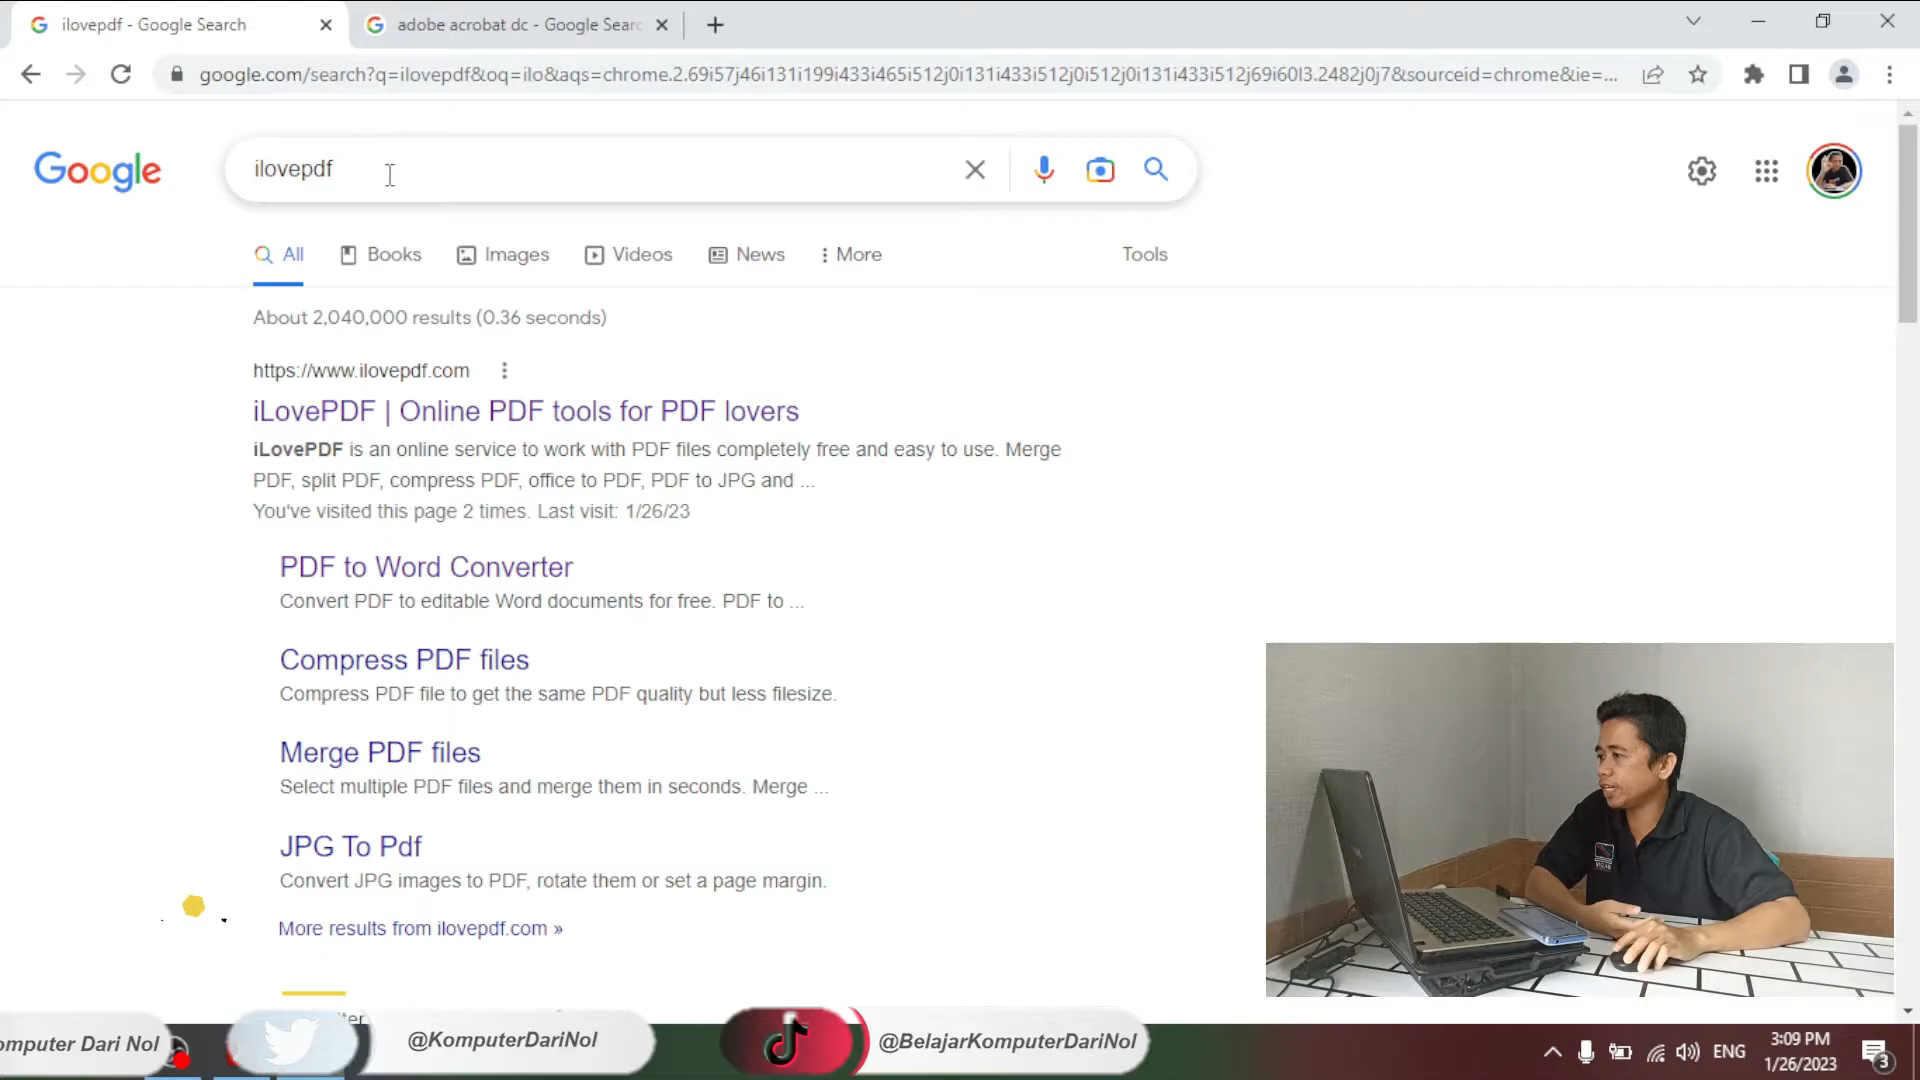 ilovepdf - Google Search
adobe acrobat dc - Google Searc
google.com/search?q=ilovepdf&oq=ilo&aqs=chrome.2.69i57j46i131i199i433i465i512j0i131i433i512j0i512j0i131i433i512j69i60l3.2482j0j7&sourceid=chrome&ie=...
Google
ilovepdf
All
Books
Images
Videos
News
More
Tools
About 2,040,000 results (0.36 seconds)
https://www.ilovepdf.com
iLovePDF | Online PDF tools for PDF lovers
iLovePDF is an online service to work with PDF files completely free and easy to use. Merge
PDF, split PDF, compress PDF, office to PDF, PDF to JPG and ...
You've visited this page 2 times. Last visit: 1/26/23
PDF to Word Converter
Convert PDF to editable Word documents for free. PDF to ...
Compress PDF files
Compress PDF file to get the same PDF quality but less filesize.
Merge PDF files
Select multiple PDF files and merge them in seconds. Merge ...
JPG To Pdf
Convert JPG images to PDF, rotate them or set a page margin.
More results from ilovepdf.com »
omputer Dari Nol
@KomputerDariNol
@BelajarKomputerDariNol
ENG
3:09 PM
1/26/2023
3